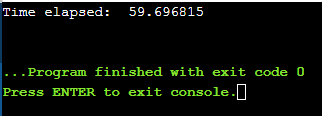 Time elapsed:  59.696815
...Program finished with exit code 0
Press ENTER to exit console.